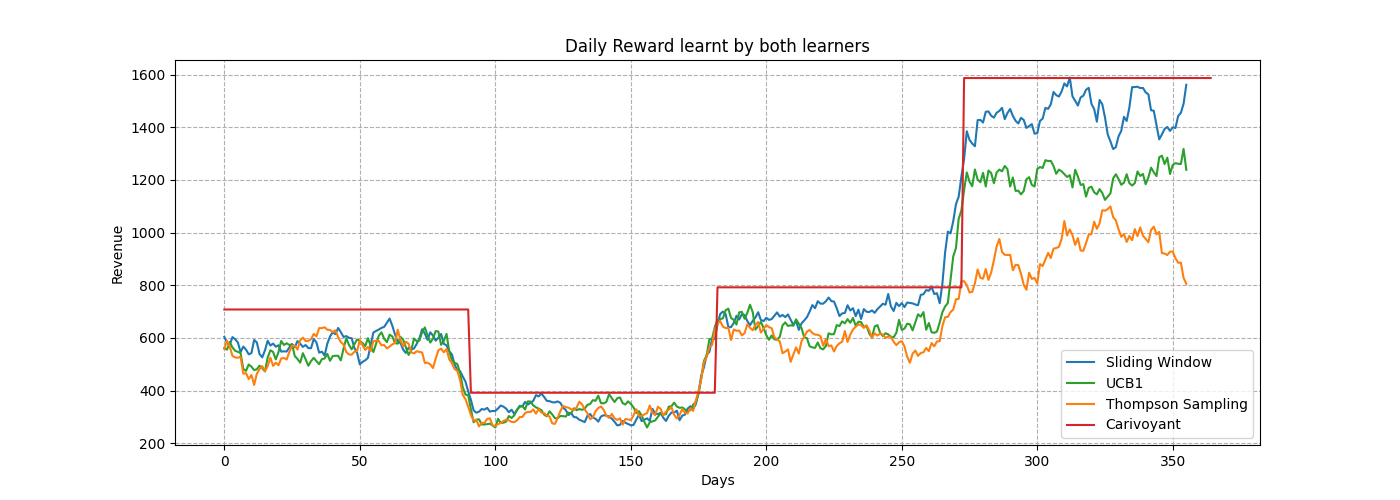 Daily Reward learnt by both learners
1600
1400
1200
1000
800
600
400
200
Revenue
0 50 100 150 200 250 300 350
Days
Sliding Window
UCB1
Thompson Sampling
Carivoyant